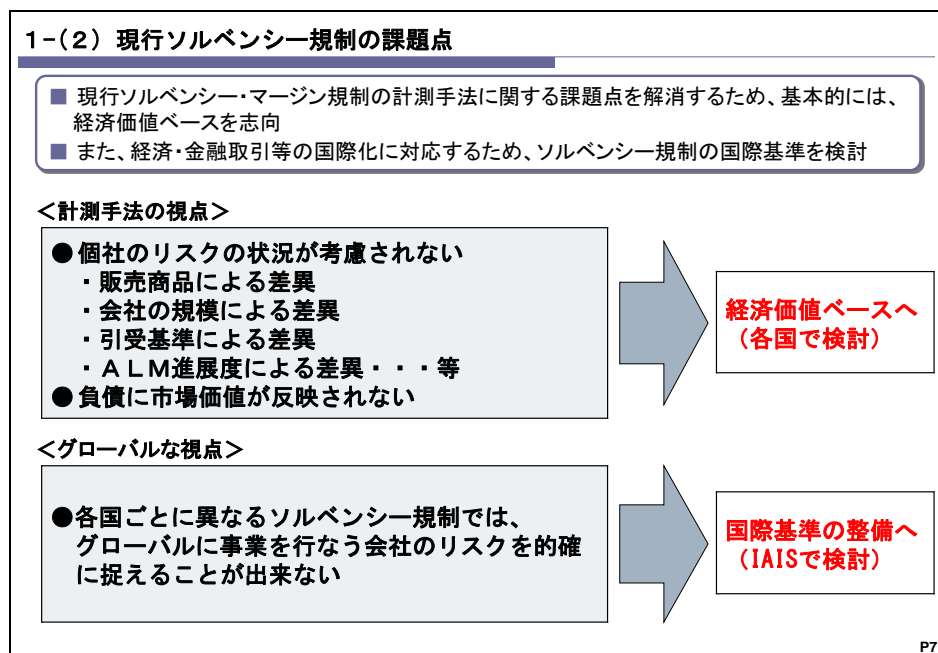 1-(2) 現行ソルベンシー規制の課題点
■ 現行ソルベンシー・マージン規制の計測手法に関する課題点を解消するため、基本的には、
経済価値ベースを志向
■ また、経済・金融取引等の国際化に対応するため、ソルベンシー規制の国際基準を検討
＜計測手法の視点＞
●個社のリスクの状況が考慮されない
・販売商品による差異
・会社の規模による差異
・引受基準による差異
・ＡＬＭ進展度による差異・・・等
●負債に市場価値が反映されない
経済価値ベースへ
（各国で検討）
＜グローバルな視点＞
●各国ごとに異なるソルベンシー規制では、
グローバルに事業を行なう会社のリスクを的確
に捉えることが出来ない
国際基準の整備へ
（IAISで検討）
P7